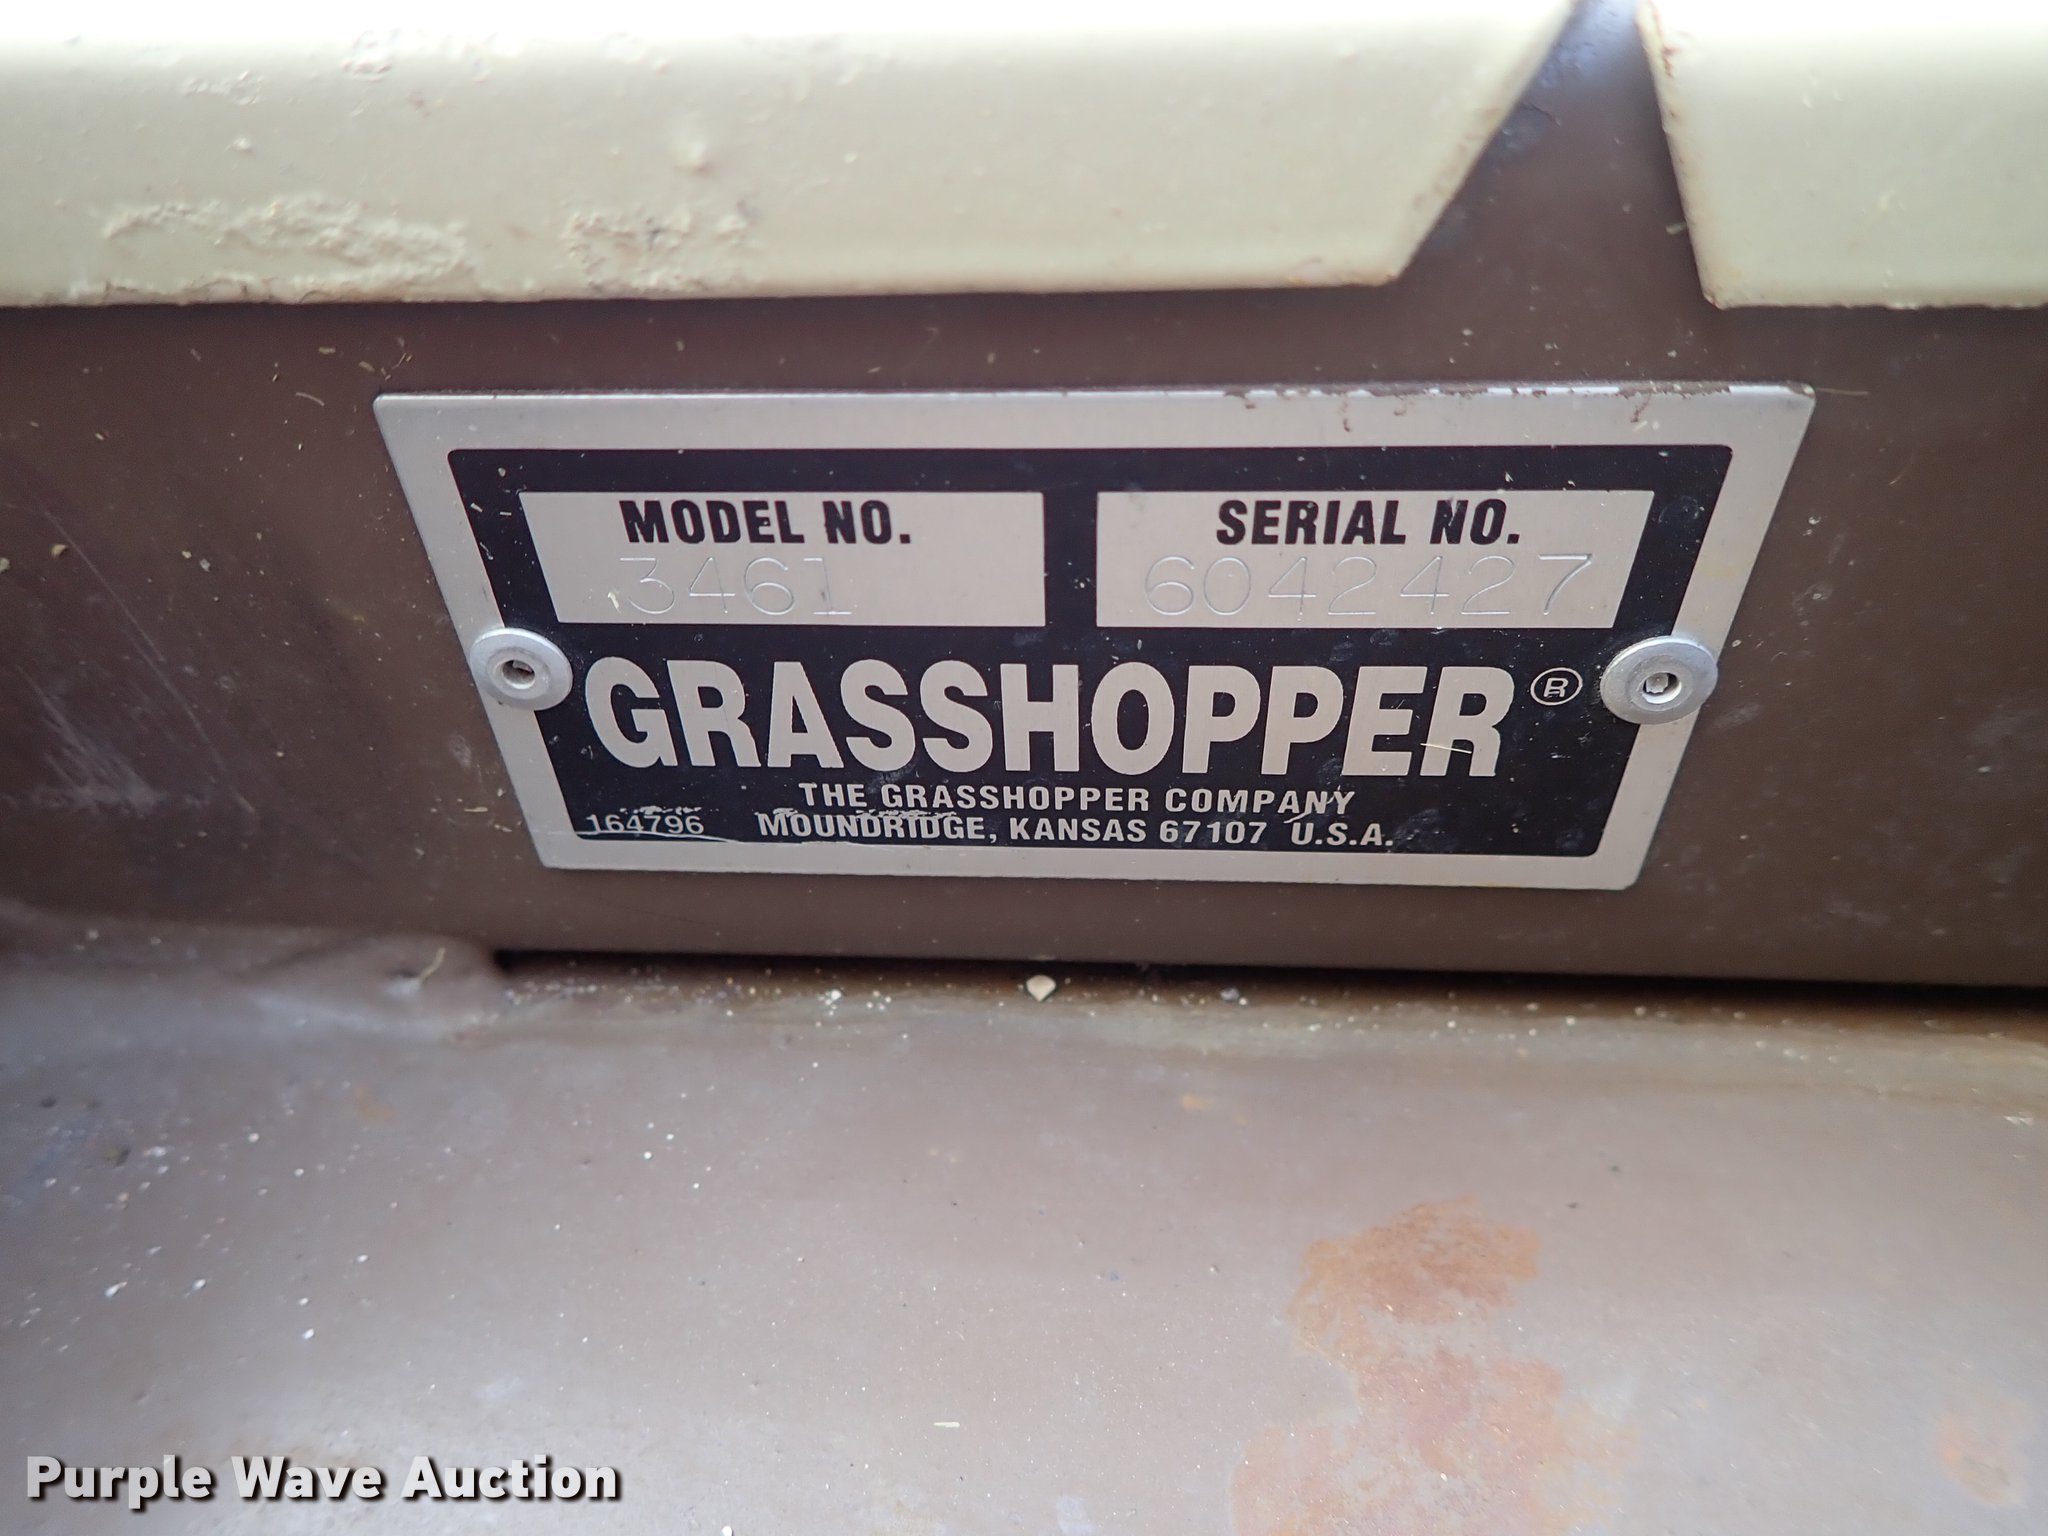 MODEL NO.
3461
SERIAL NO.
6042427
GRASSHOPPER®
THE GRASSHOPPER COMPANY
164796 MOUNDRIDGE, KANSAS 67107 U.S.A.
Purple Wave Auction